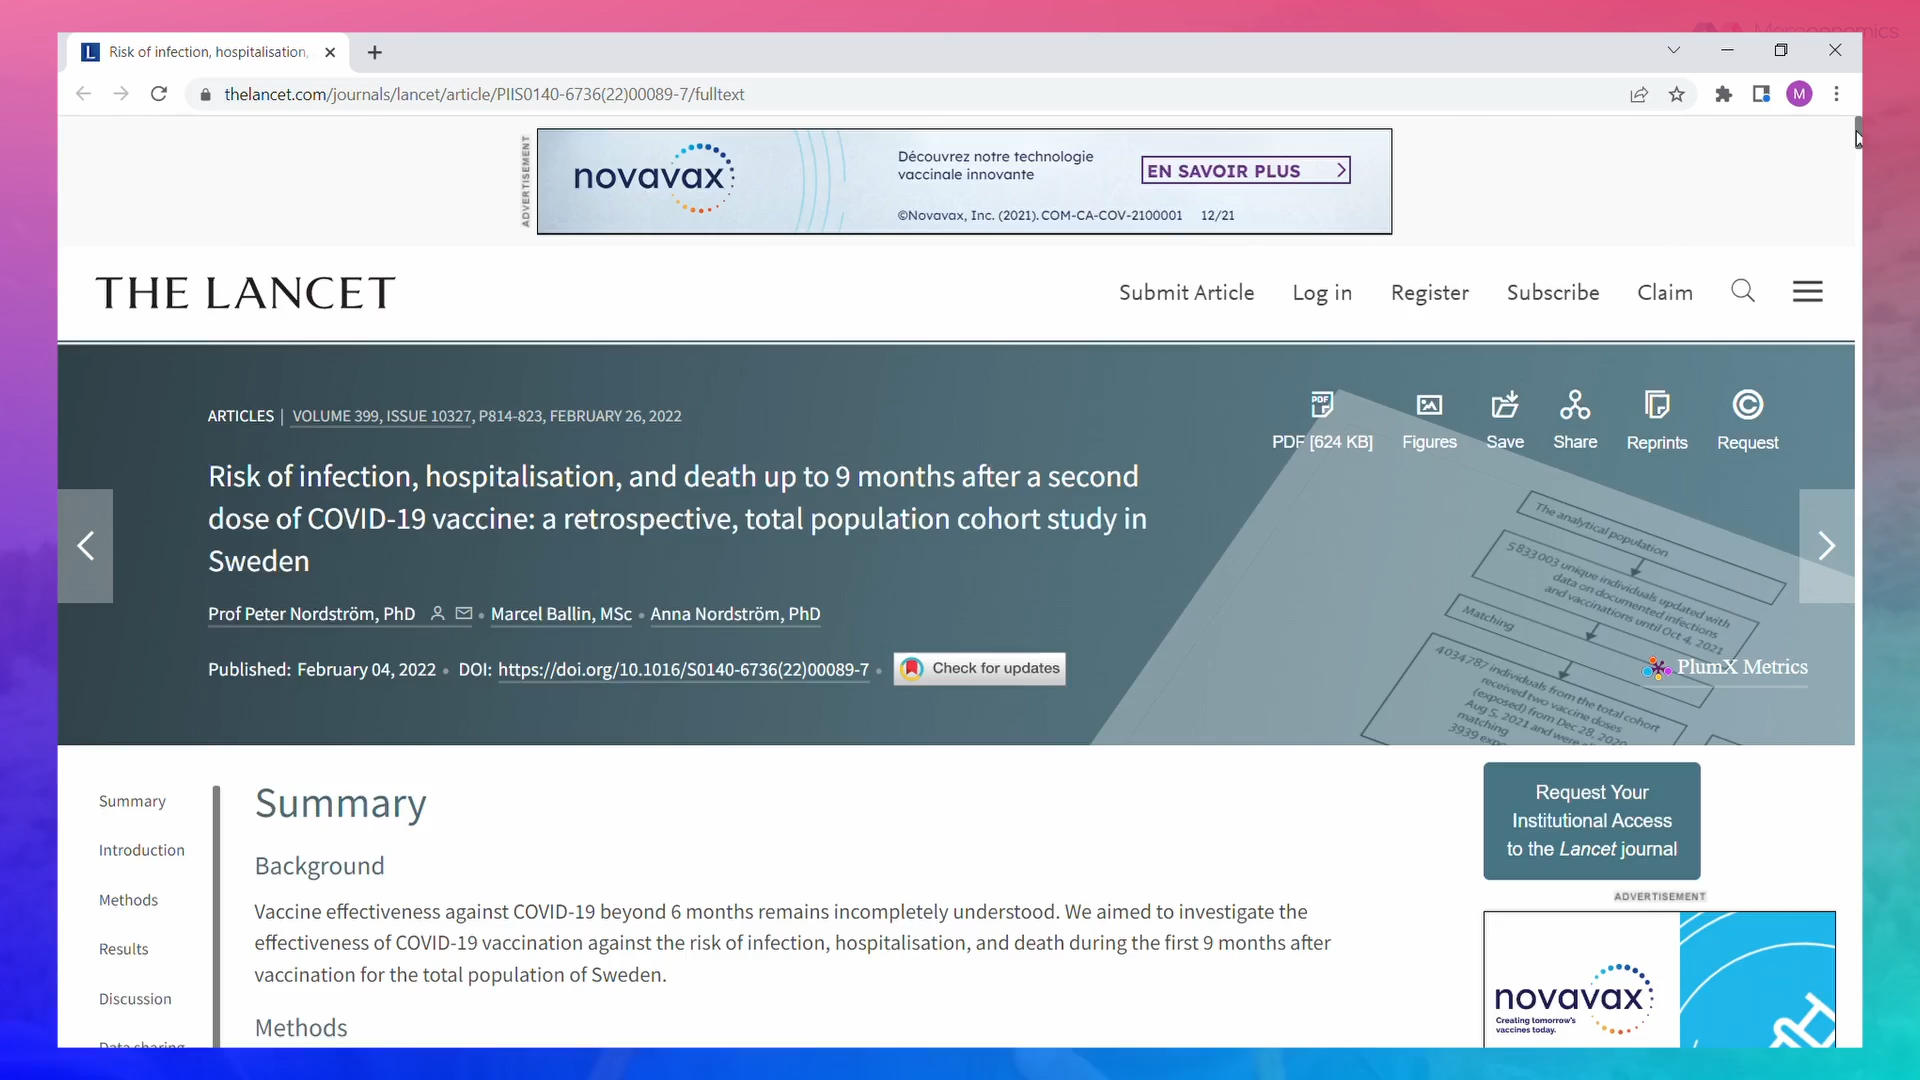 Risk of infection, hospitalisation,
thelancet.com/journals/lancet/article/PIIS0140-6736(22)00089-7/fulltext
M
ADVERTISEMENT
novavax
Découvrez notre technologie
vaccinale innovante
EN SAVOIR PLUS
©Novavax, Inc. (2021). COM-CA-COV-2100001 12/21
THE LANCET
Submit Article Log in Register Subscribe Claim
ARTICLES | VOLUME 399, ISSUE 10327, P814-823, FEBRUARY 26, 2022
PDF [624 KB] Figures Save Share Reprints Request
Risk of infection, hospitalisation, and death up to 9 months after a second
dose of COVID-19 vaccine: a retrospective, total population cohort study in
Sweden
Prof Peter Nordström, PhD • Marcel Ballin, MSc • Anna Nordström, PhD
Published: February 04, 2022 • DOI: https://doi.org/10.1016/S0140-6736(22)00089-7 •
Check for updates
The analytical population
5833003 unique individuals updated with
data on documented infections
and vaccinations until Oct 4, 2021
Matching
4034787 individuals from the total cohort
received two vaccine doses
(exposed) from Dec 28, 2020
Aug 5, 2021 and were
matching
3939
PlumX Metrics
Summary
Introduction
Methods
Results
Discussion
Data sharing
Summary
Background
Vaccine effectiveness against COVID-19 beyond 6 months remains incompletely understood. We aimed to investigate the
effectiveness of COVID-19 vaccination against the risk of infection, hospitalisation, and death during the first 9 months after
vaccination for the total population of Sweden.
Methods
Request Your
Institutional Access
to the Lancet journal
ADVERTISEMENT
novavax
Creating tomorrow's
vaccines today.